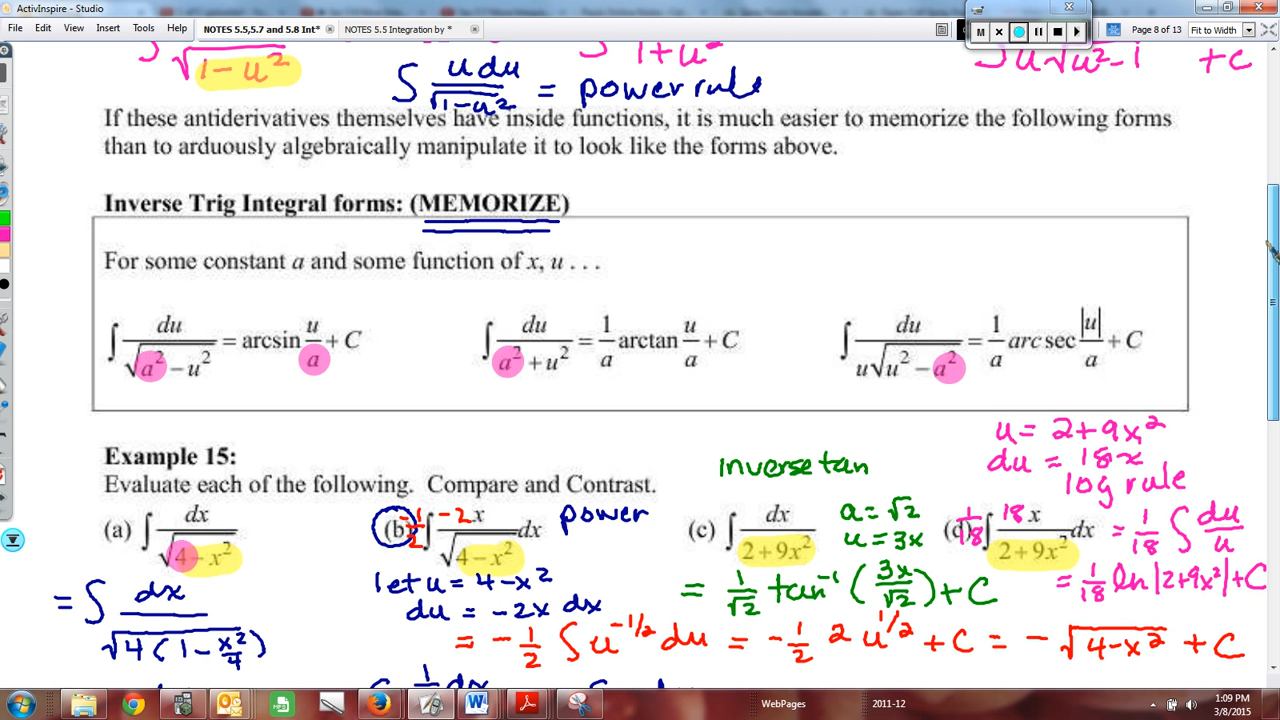 ActivInspire - Studio
File Edit View Insert Tools Help NOTES 5.5,5.7 and 5.8 Int* NOTES 5.5 Integration by * Page 8 of 13 Fit to Width
∫ √(1 - u²) ∫ 1+u² ∫ u√(u²-1) + C
∫ u du / √(1-u²) = power rule
If these antiderivatives themselves have inside functions, it is much easier to memorize the following forms
than to arduously algebraically manipulate it to look like the forms above.
Inverse Trig Integral forms: (MEMORIZE)
For some constant a and some function of x, u . . .
∫ du / √(a² - u²) = arcsin u/a + C ∫ du / (a² + u²) = 1/a arctan u/a + C ∫ du / (u√(u² - a²)) = 1/a arc sec |u|/a + C
u = 2+9x²
du = 18x
log rule
Example 15:
inverse tan
Evaluate each of the following. Compare and Contrast.
(a) ∫ dx / √(4 - x²) (b) -1/2 ∫ -2x / √(4 - x²) dx power (c) ∫ dx / (2 + 9x²) a = √2 (d) 1/18 ∫ 18x / (2 + 9x²) dx = 1/18 ∫ du/u
u = 3x
= ∫ dx / √(4(1 - x²/4)) let u = 4-x² = 1/√2 tan⁻¹ (3x/√2) + C = 1/18 ln|2+9x²| + C
du = -2x dx
= -1/2 ∫ u^(-1/2) du = -1/2 2 u^(1/2) + C = -√(4-x²) + C
WebPages 2011-12 1:09 PM
3/8/2015